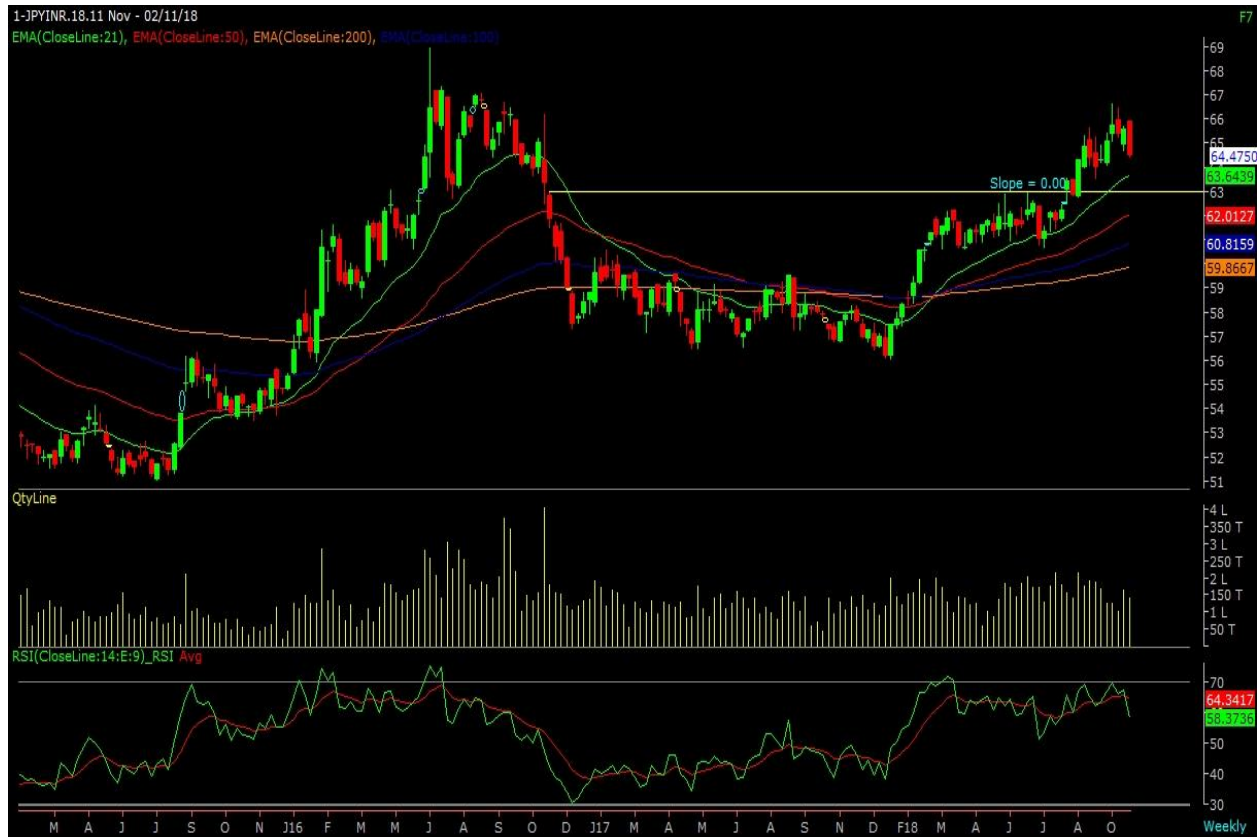 1-JPYINR.18.11 Nov - 02/11/18
F7
EMA(CloseLine:21), EMA(CloseLine:50), EMA(CloseLine:200), EMA(CloseLine:100)
69
68
67
66
65
64.4750
63.6439
Slope = 0.00
63
62.0127
60.8159
59.8667
59
58
57
56
55
54
53
52
51
QtyLine
4 L
350 T
3 L
250 T
2 L
150 T
1 L
50 T
RSI(CloseLine:14:E:9)_RSI Avg
70
64.3417
58.3736
50
40
30
M A J J A S O N J16 F M M J A S O D J17 M A M J A S N D F18 M A J J A O
Weekly